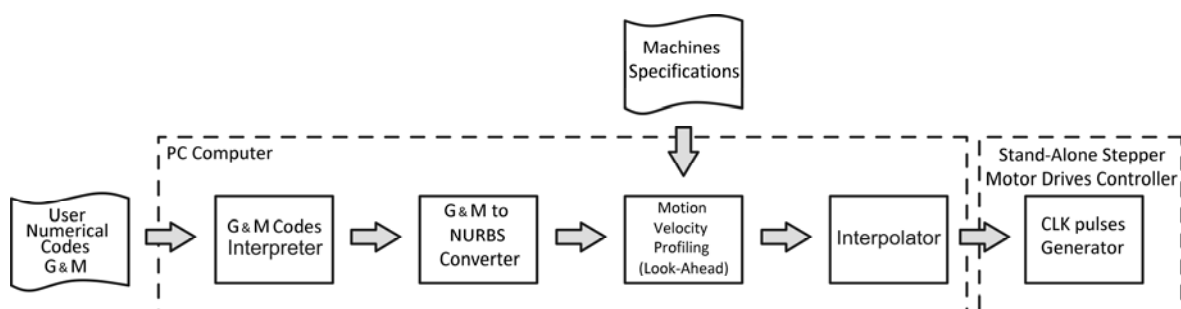 Machines
Specifications
PC Computer
Stand-Alone Stepper
Motor Drives Controller
User
Numerical
Codes
G&M
G&M Codes
Interpreter
G&M to
NURBS
Converter
Motion
Velocity
Profiling
(Look-Ahead)
Interpolator
CLK pulses
Generator